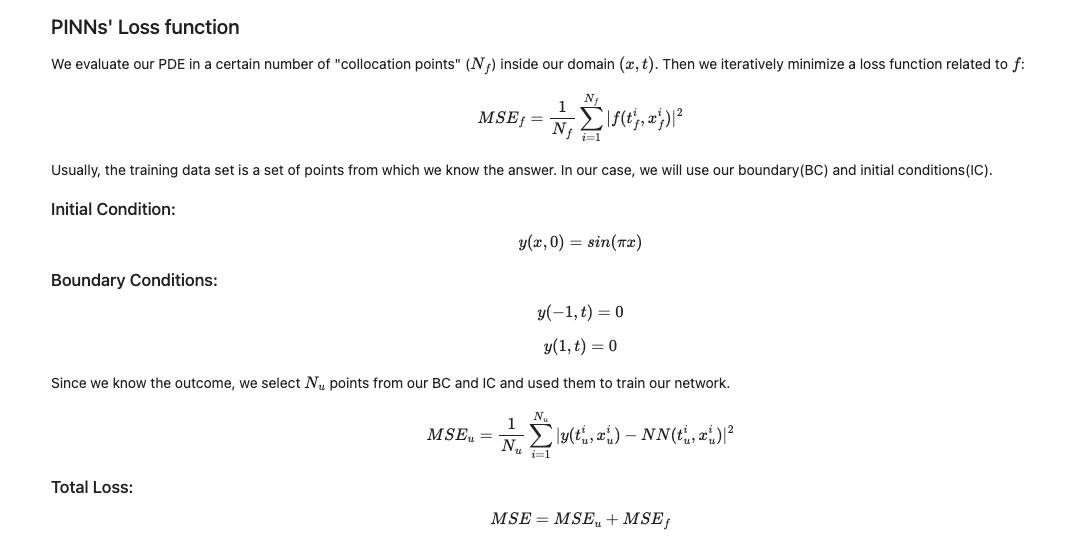 PINNs' Loss function
We evaluate our PDE in a certain number of "collocation points" (N_f) inside our domain (x, t). Then we iteratively minimize a loss function related to f:
MSE_f = \frac{1}{N_f} \sum_{i=1}^{N_f} |f(t_f^i, x_f^i)|^2
Usually, the training data set is a set of points from which we know the answer. In our case, we will use our boundary(BC) and initial conditions(IC).
Initial Condition:
y(x, 0) = sin(πx)
Boundary Conditions:
y(−1, t) = 0
y(1, t) = 0
Since we know the outcome, we select N_u points from our BC and IC and used them to train our network.
MSE_u = \frac{1}{N_u} \sum_{i=1}^{N_u} |y(t_u^i, x_u^i) − NN(t_u^i, x_u^i)|^2
Total Loss:
MSE = MSE_u + MSE_f